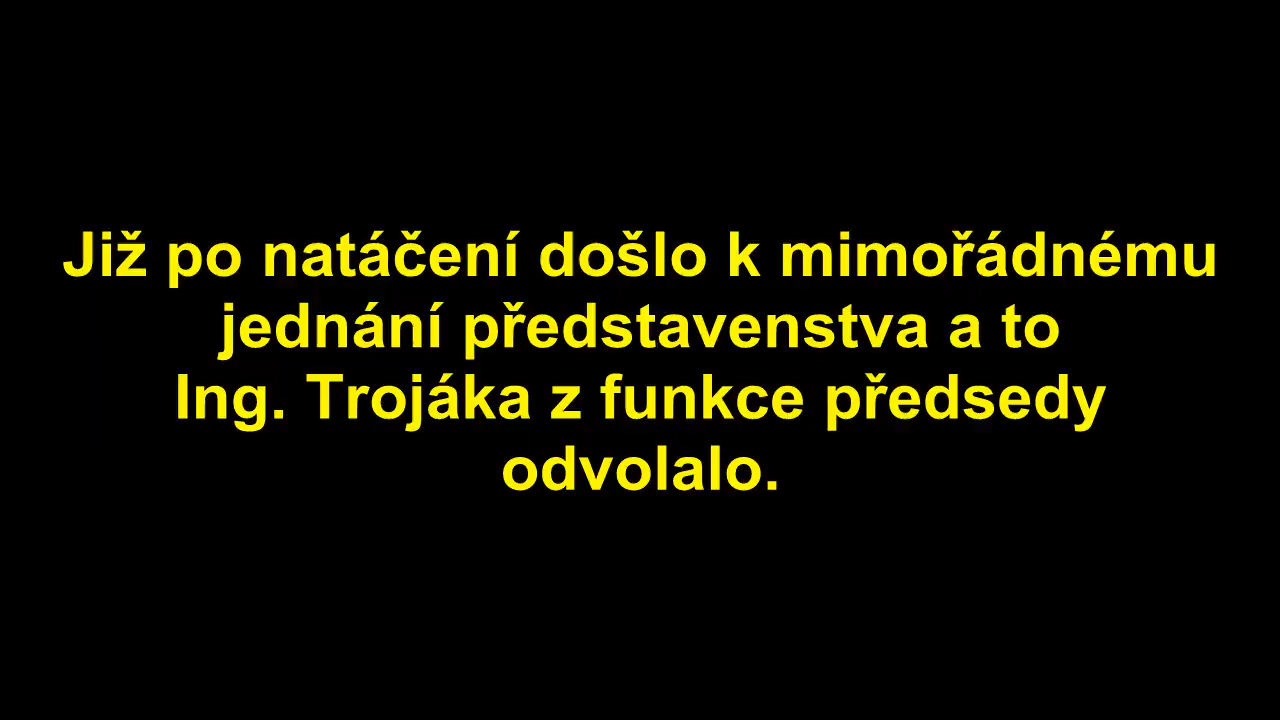 Již po natáčení došlo k mimořádnému
jednání představenstva a to
Ing. Trojáka z funkce předsedy
odvolalo.